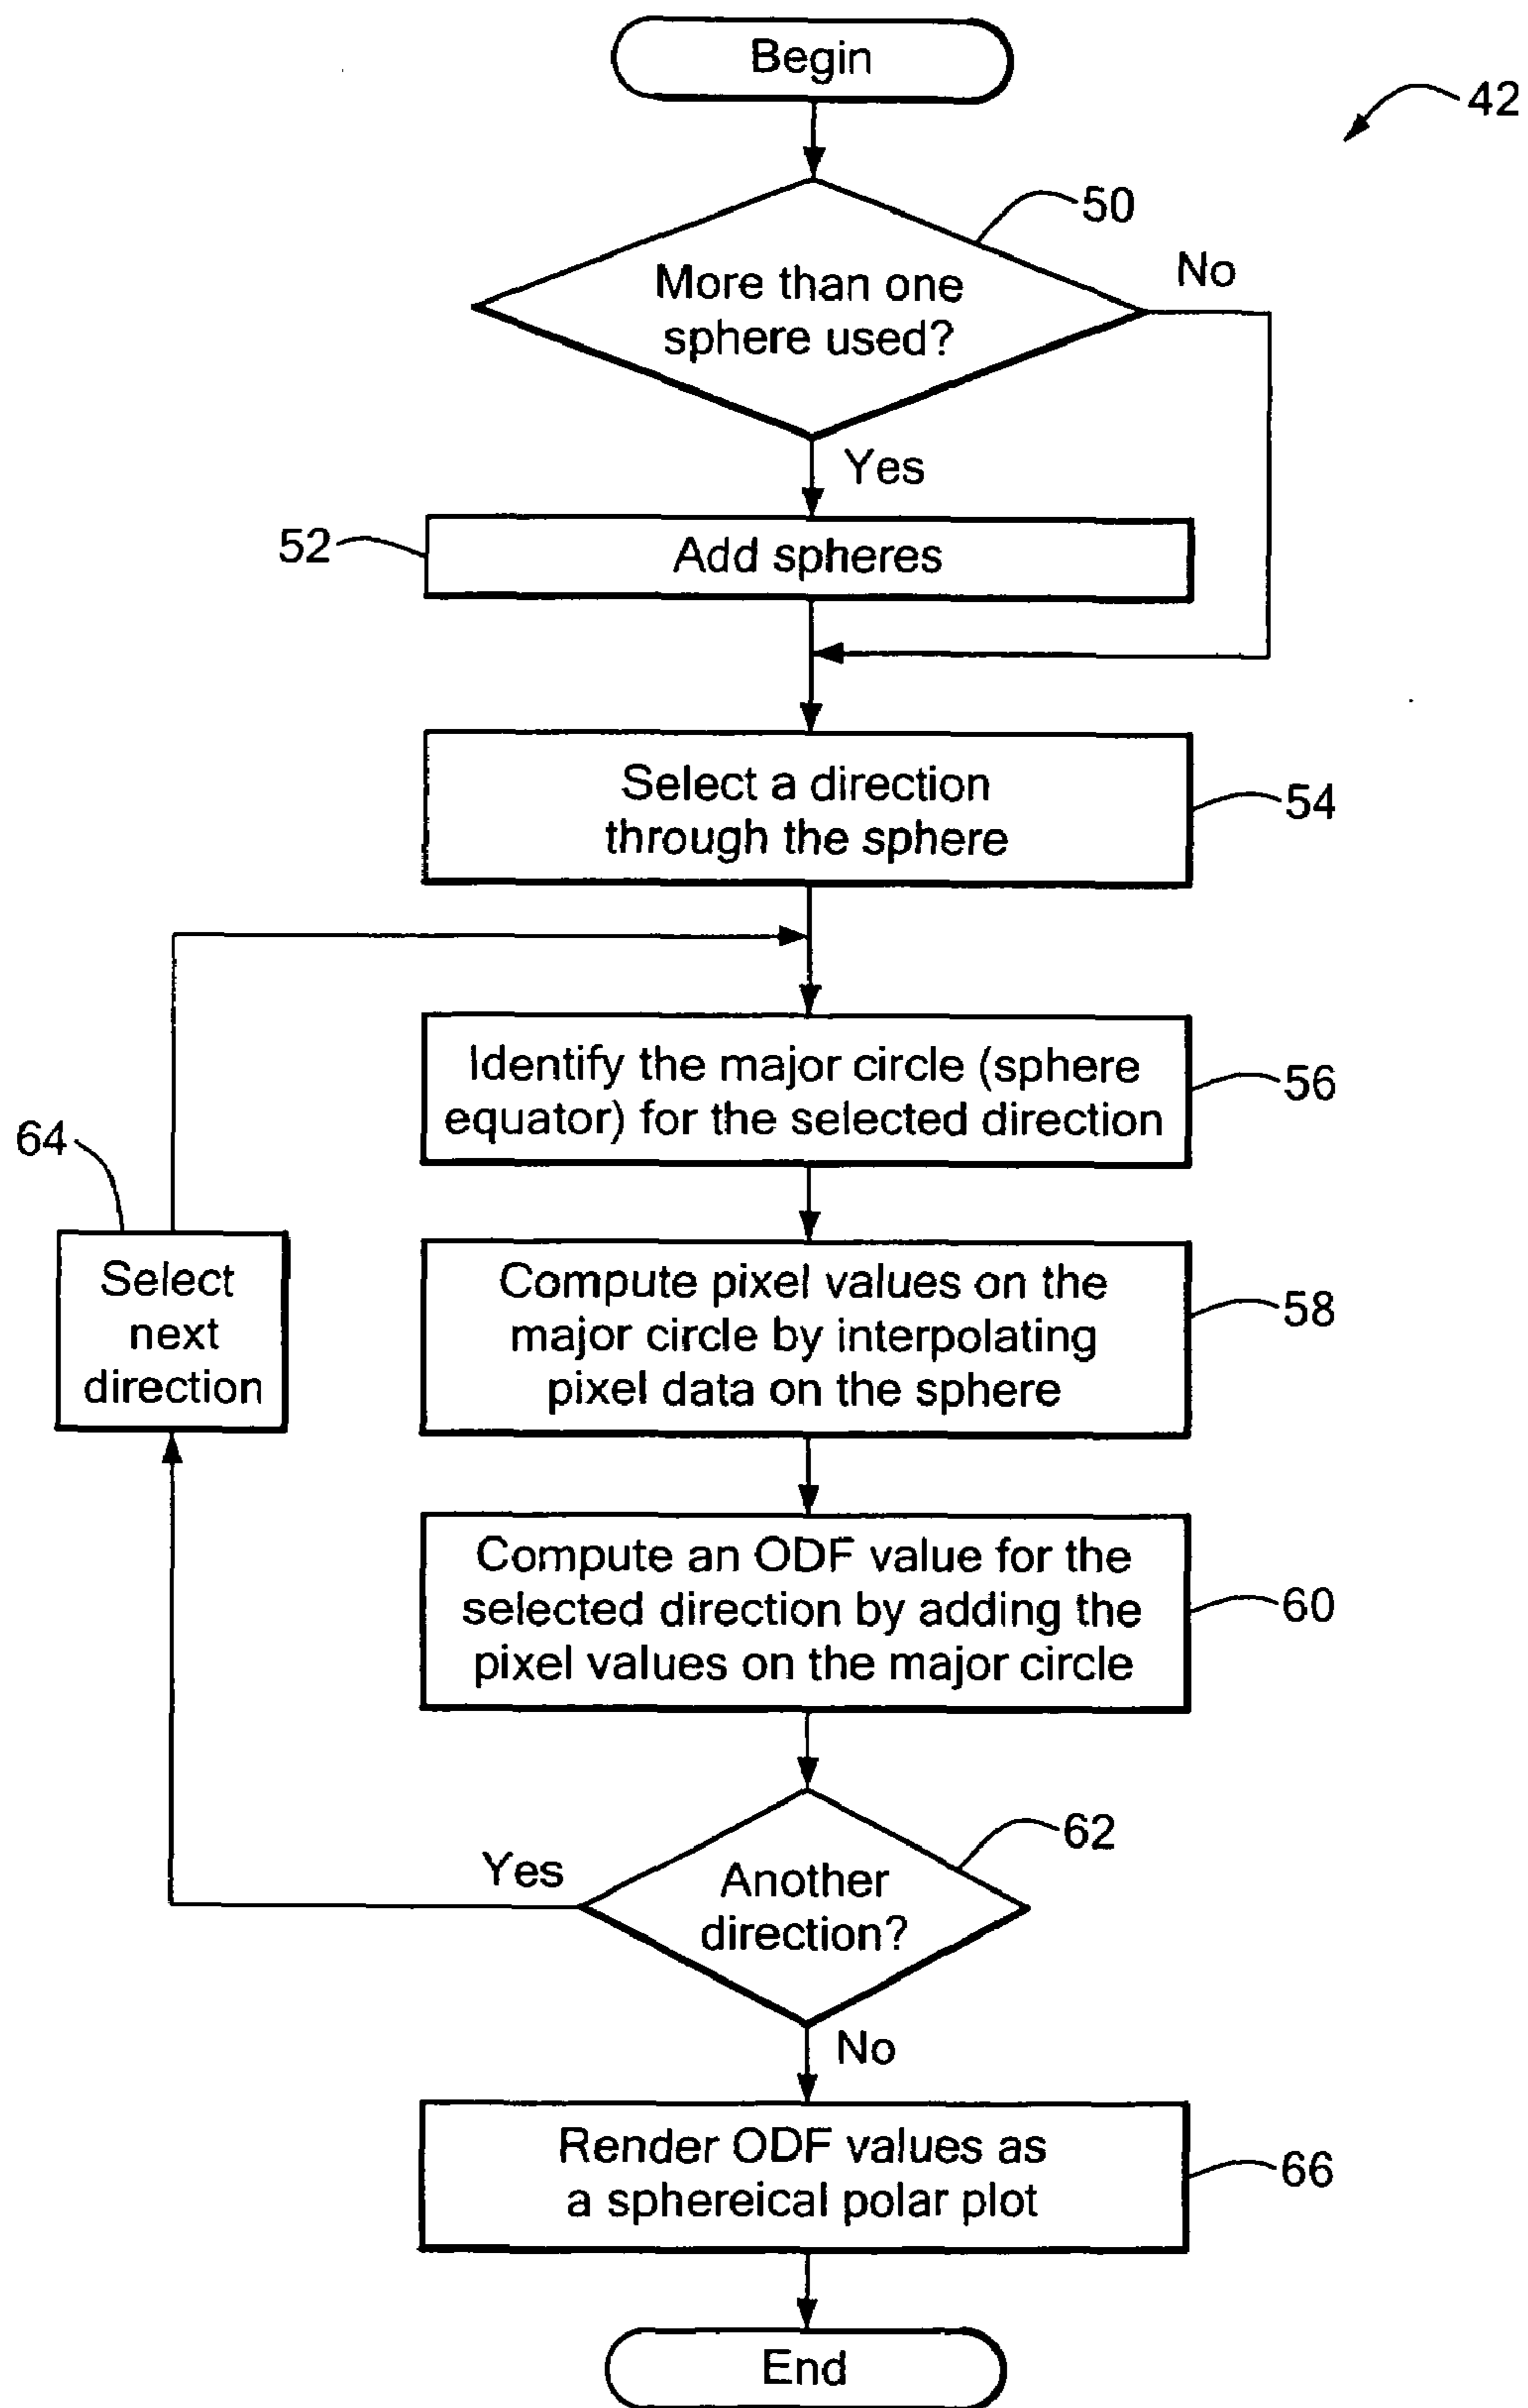 Begin
42
50
More than one
sphere used?
No
Yes
52
Add spheres
Select a direction
through the sphere
54
Identify the major circle (sphere
equator) for the selected direction
56
64
Select
next
direction
Compute pixel values on the
major circle by interpolating
pixel data on the sphere
58
Compute an ODF value for the
selected direction by adding the
pixel values on the major circle
60
62
Yes
Another
direction?
No
Render ODF values as
a sphereical polar plot
66
End